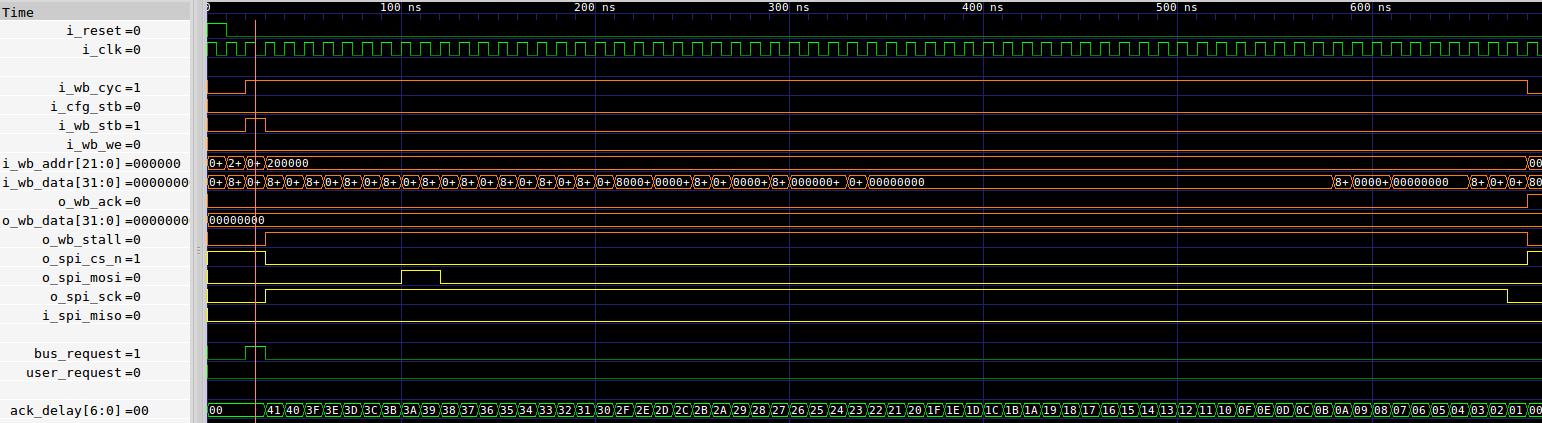 0 100 ns 200 ns 300 ns 400 ns 500 ns 600 ns
Time
i_reset=0
i_clk=0
i_wb_cyc=1
i_cfg_stb=0
i_wb_stb=1
i_wb_we=0
i_wb_addr[21:0]=000000 0+ 2+ 0+ 200000 00
i_wb_data[31:0]=0000000 0+ 8+ 0+ 8+ 0+ 8+ 0+ 8+ 0+ 8+ 0+ 8+ 0+ 8+ 0+ 8+ 0+ 8+ 0+ 8+ 0+ 8000+ 0000+ 8+ 0+ 0000+ 8+ 000000+ 0+ 00000000 8+ 0000+ 00000000 8+ 0+ 0+ 80
o_wb_ack=0
o_wb_data[31:0]=0000000 00000000
o_wb_stall=0
o_spi_cs_n=1
o_spi_mosi=0
o_spi_sck=0
i_spi_miso=0
bus_request=1
user_request=0
ack_delay[6:0]=00 00 41 40 3F 3E 3D 3C 3B 3A 39 38 37 36 35 34 33 32 31 30 2F 2E 2D 2C 2B 2A 29 28 27 26 25 24 23 22 21 20 1F 1E 1D 1C 1B 1A 19 18 17 16 15 14 13 12 11 10 0F 0E 0D 0C 0B 0A 09 08 07 06 05 04 03 02 01 00